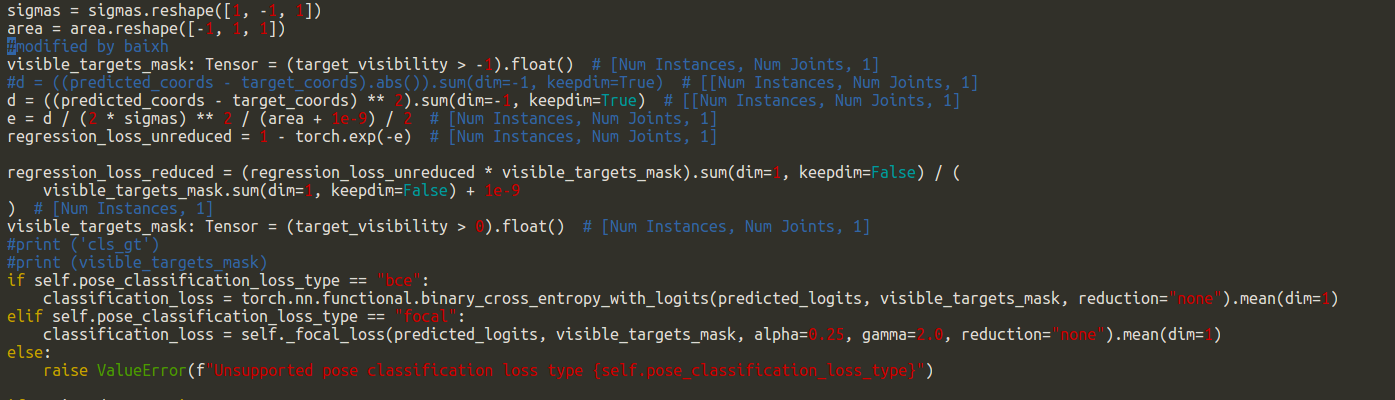 sigmas = sigmas.reshape([1, -1, 1])
area = area.reshape([-1, 1, 1])
#modified by baixh
visible_targets_mask: Tensor = (target_visibility > -1).float()  # [Num Instances, Num Joints, 1]
#d = ((predicted_coords - target_coords).abs()).sum(dim=-1, keepdim=True)  # [[Num Instances, Num Joints, 1]
d = ((predicted_coords - target_coords) ** 2).sum(dim=-1, keepdim=True)  # [[Num Instances, Num Joints, 1]
e = d / (2 * sigmas) ** 2 / (area + 1e-9) / 2  # [Num Instances, Num Joints, 1]
regression_loss_unreduced = 1 - torch.exp(-e)  # [Num Instances, Num Joints, 1]
regression_loss_reduced = (regression_loss_unreduced * visible_targets_mask).sum(dim=1, keepdim=False) / (
    visible_targets_mask.sum(dim=1, keepdim=False) + 1e-9
)  # [Num Instances, 1]
visible_targets_mask: Tensor = (target_visibility > 0).float()  # [Num Instances, Num Joints, 1]
#print ('cls_gt')
#print (visible_targets_mask)
if self.pose_classification_loss_type == "bce":
    classification_loss = torch.nn.functional.binary_cross_entropy_with_logits(predicted_logits, visible_targets_mask, reduction="none").mean(dim=1)
elif self.pose_classification_loss_type == "focal":
    classification_loss = self._focal_loss(predicted_logits, visible_targets_mask, alpha=0.25, gamma=2.0, reduction="none").mean(dim=1)
else:
    raise ValueError(f"Unsupported pose classification loss type {self.pose_classification_loss_type}")